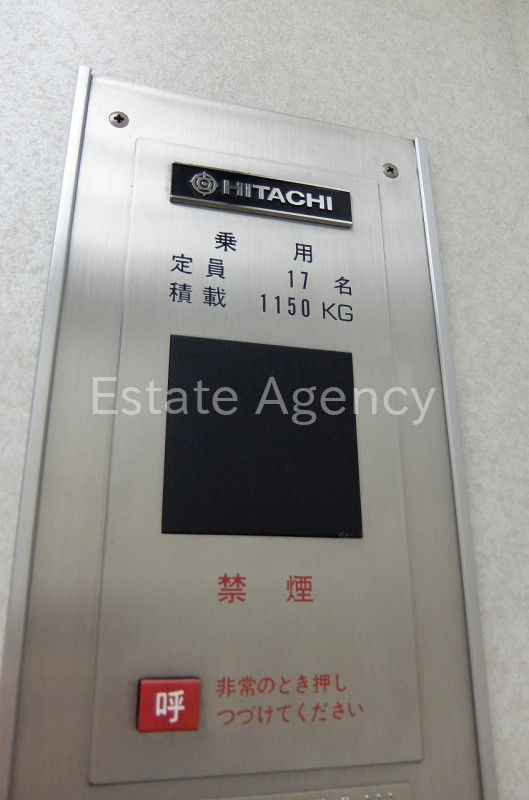 HITACHI
乗 用
定員 17 名
積載 1150 KG
Estate Agency
禁 煙
呼
非常のとき押し
つづけてください